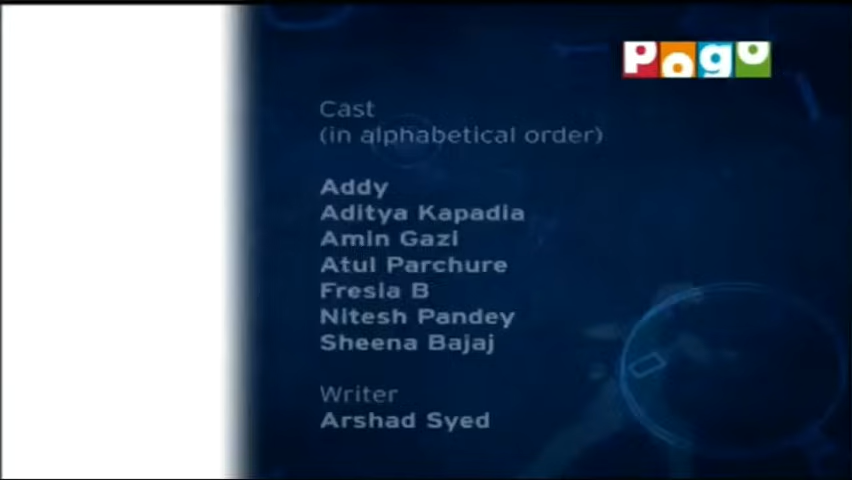 Pogo
Cast
(in alphabetical order)
Addy
Aditya Kapadia
Amin Gazi
Atul Parchure
Fresia B
Nitesh Pandey
Sheena Bajaj
Writer
Arshad Syed